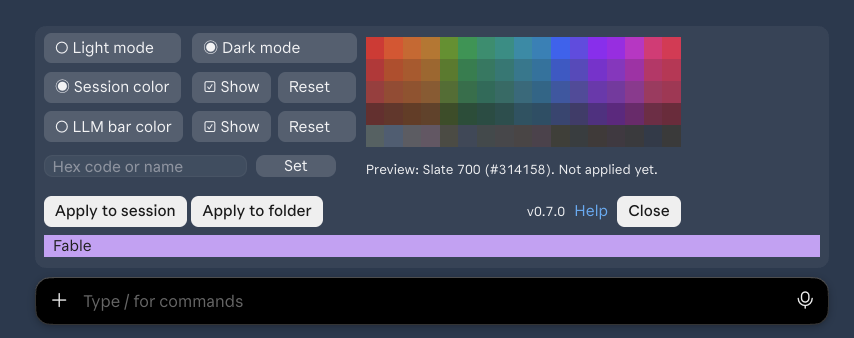 Light mode
Dark mode
Session color
Show
Reset
LLM bar color
Show
Reset
Hex code or name
Set
Preview: Slate 700 (#314158). Not applied yet.
Apply to session
Apply to folder
v0.7.0
Help
Close
Fable
Type / for commands